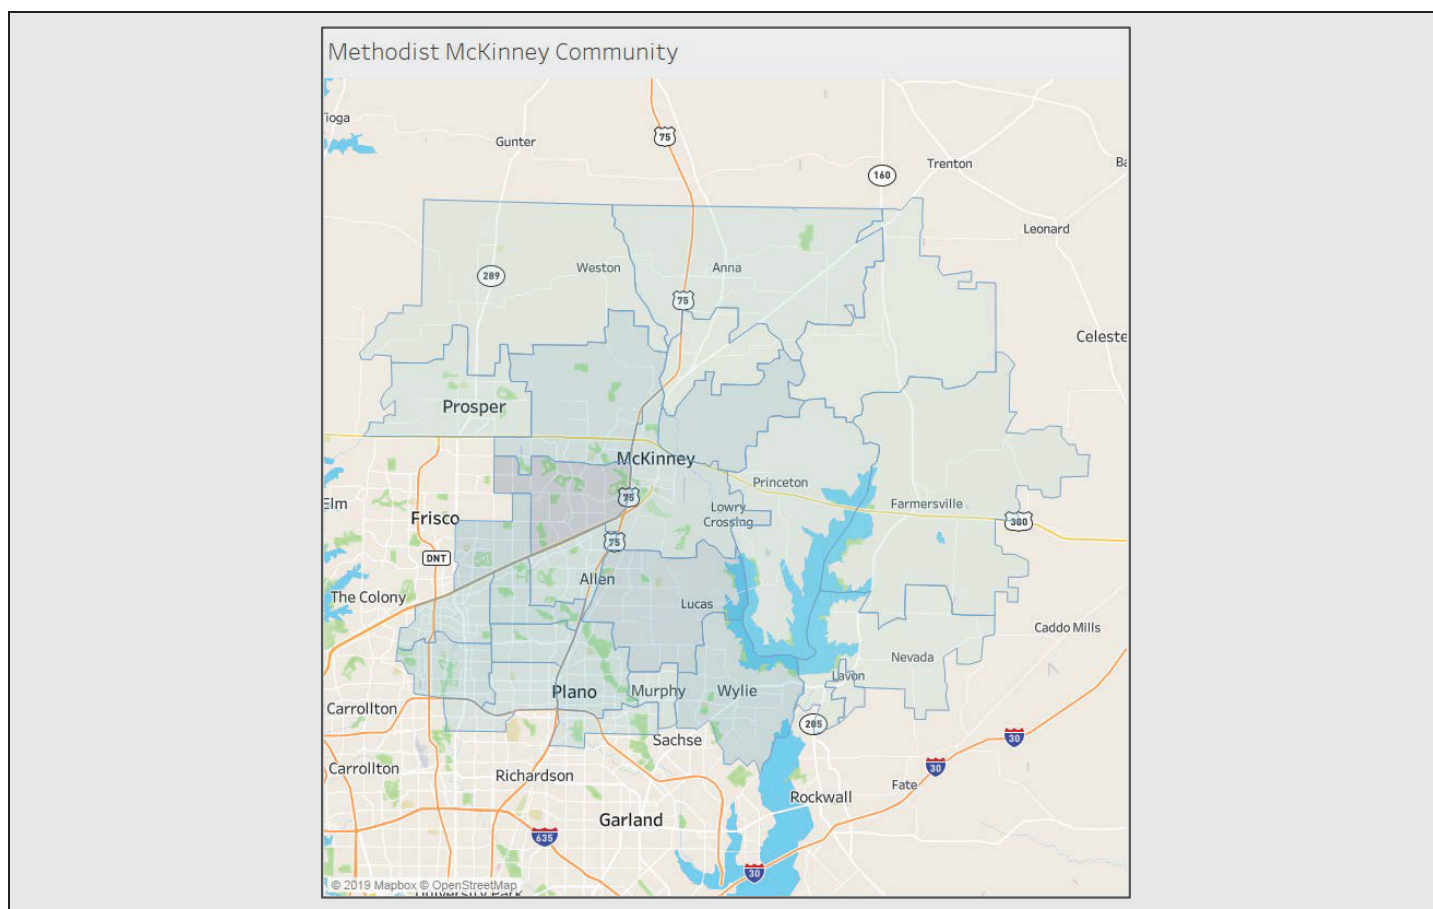 Methodist McKinney Community
Tioga
Gunter
75
Trenton
160
Leonard
289
Weston
Anna
75
Celeste
Prosper
McKinney
Princeton
Elm
Frisco
75
Lowry
Crossing
Farmersville
380
75
DNT
Allen
The Colony
Lucas
Caddo Mills
Nevada
Lavon
Plano
Murphy
Wylie
Carrollton
205
30
Sachse
30
Carrollton
Richardson
Fate
Rockwall
Garland
635
30
© 2019 Mapbox © OpenStreetMap
University Park